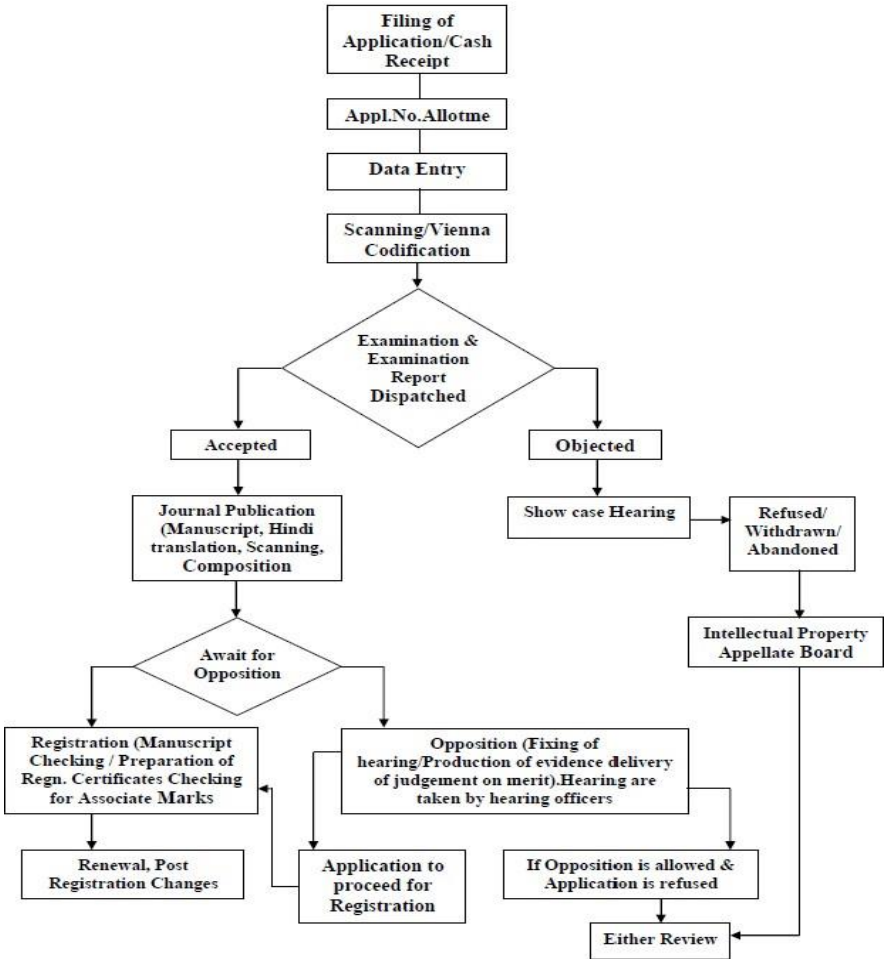 Filing of
Application/Cash
Receipt
Appl.No.Allotme
Data Entry
Scanning/Vienna
Codification
Examination &
Examination
Report
Dispatched
Accepted
Objected
Journal Publication
(Manuscript, Hindi
translation, Scanning,
Composition
Show case Hearing
Refused/
Withdrawn/
Abandoned
Intellectual Property
Appellate Board
Await for
Opposition
Registration (Manuscript
Checking / Preparation of
Regn. Certificates Checking
for Associate Marks
Opposition (Fixing of
hearing/Production of evidence delivery
of judgement on merit).Hearing are
taken by hearing officers
Renewal, Post
Registration Changes
Application to
proceed for
Registration
If Opposition is allowed &
Application is refused
Either Review